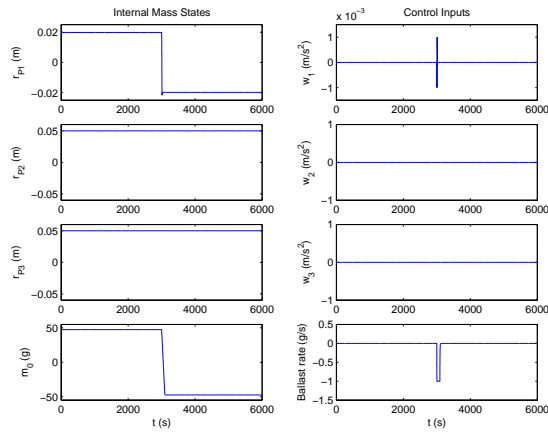 Internal Mass States
r_P1 (m)
0.02
−0.02
0 2000 4000 6000
r_P2 (m)
0.05
0
−0.05
0 2000 4000 6000
r_P3 (m)
0.05
0
−0.05
0 2000 4000 6000
m_0 (g)
50
0
−50
0 2000 4000 6000
t (s)
Control Inputs
x 10^−3
w_1 (m/s^2)
1
0
−1
0 2000 4000 6000
w_2 (m/s^2)
1
0
−1
0 2000 4000 6000
w_3 (m/s^2)
1
0
−1
0 2000 4000 6000
Ballast rate (g/s)
0.5
0
−0.5
−1
−1.5
0 2000 4000 6000
t (s)